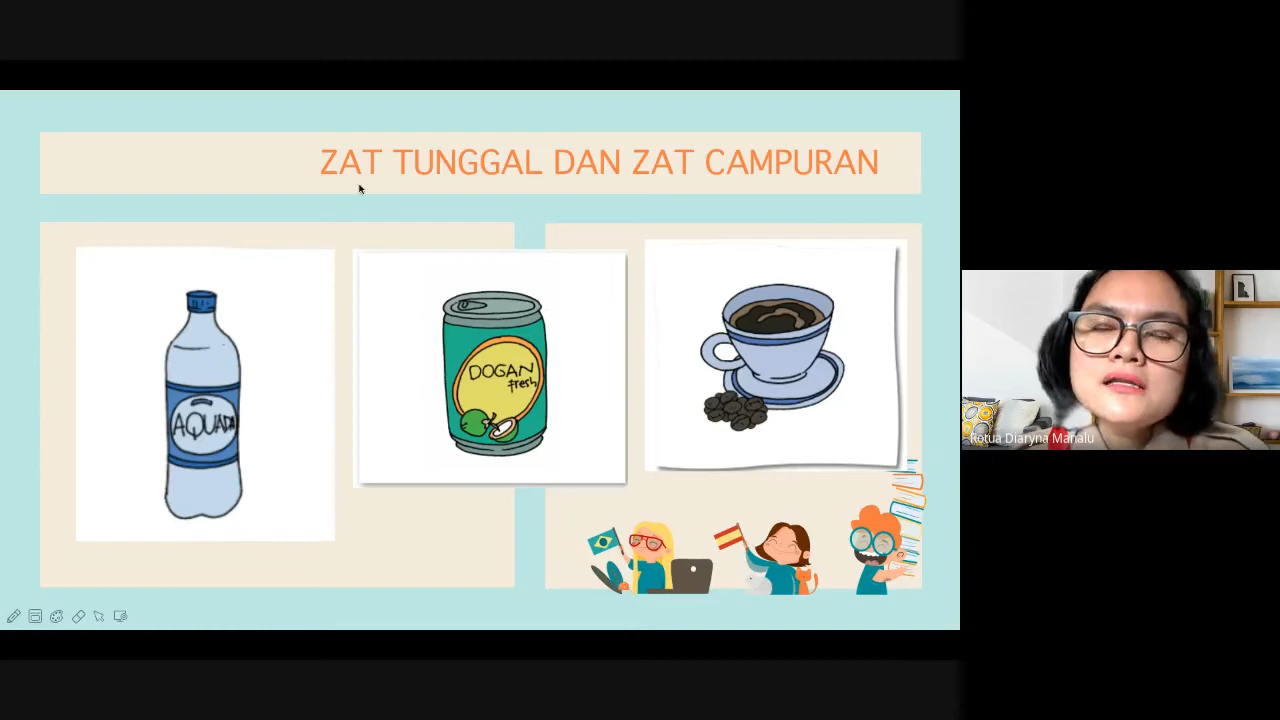 ZAT TUNGGAL DAN ZAT CAMPURAN
AQUADA
DOGAN
fresh
Rotua Diaryna Manalu